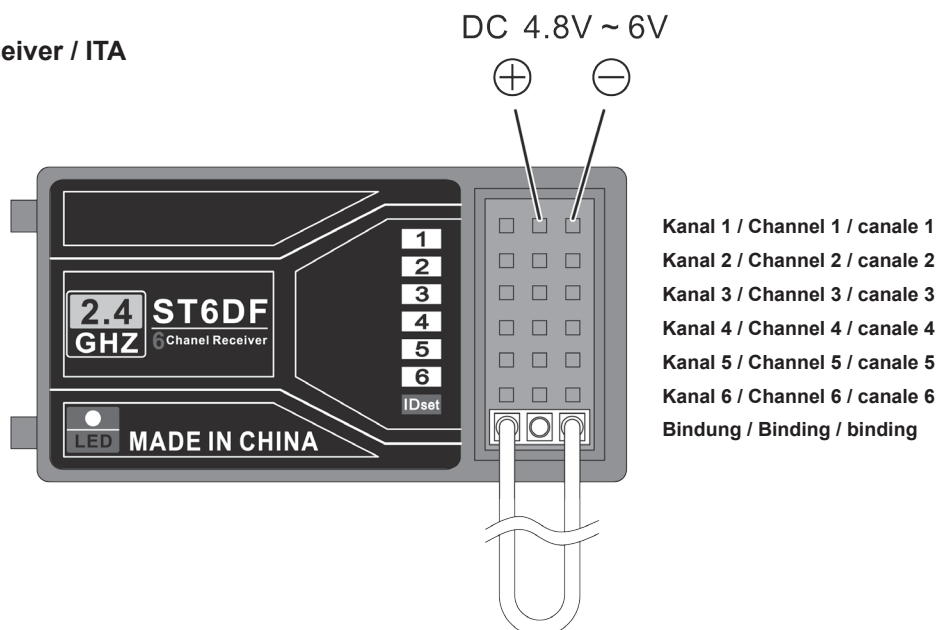 DC 4.8V ~ 6V
eiver / ITA
+ −
1
2
3
4
5
6
IDset
2.4 GHZ
ST6DF
6 Chanel Receiver
LED
MADE IN CHINA
Kanal 1 / Channel 1 / canale 1
Kanal 2 / Channel 2 / canale 2
Kanal 3 / Channel 3 / canale 3
Kanal 4 / Channel 4 / canale 4
Kanal 5 / Channel 5 / canale 5
Kanal 6 / Channel 6 / canale 6
Bindung / Binding / binding